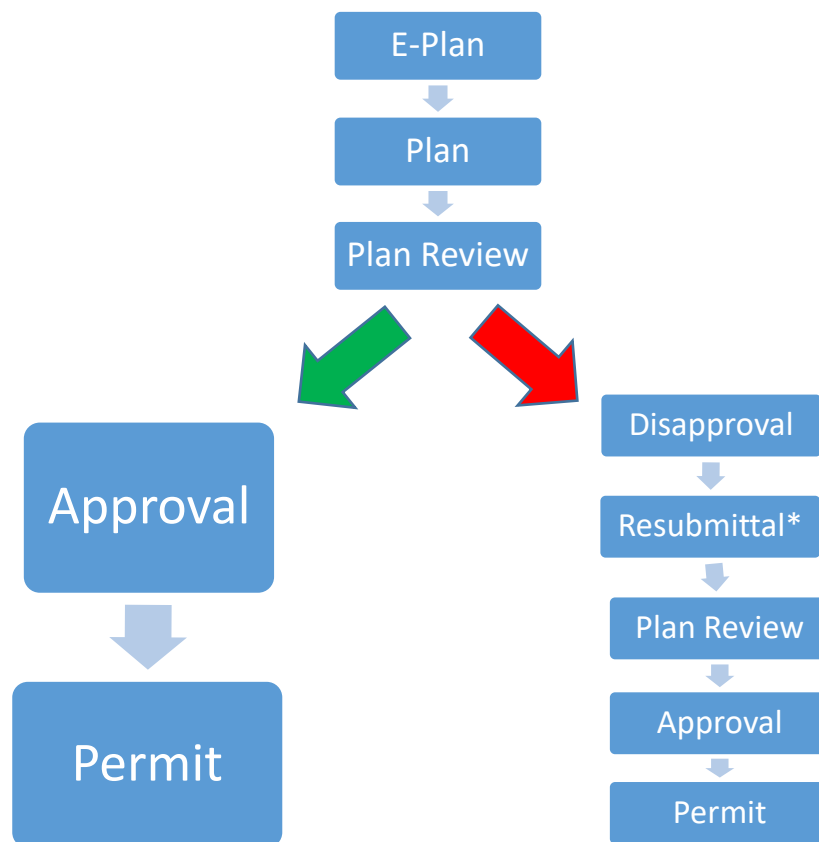 E-Plan
Plan
Plan Review
Approval
Permit
Disapproval
Resubmittal*
Plan Review
Approval
Permit